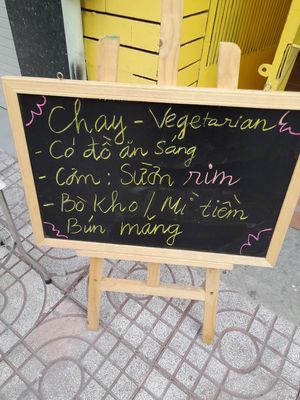 Chay - Vegetarian
- Có đồ ăn sáng
- Cơm : Sườn rim
- Bò kho / Mì tiềm
Bún măng